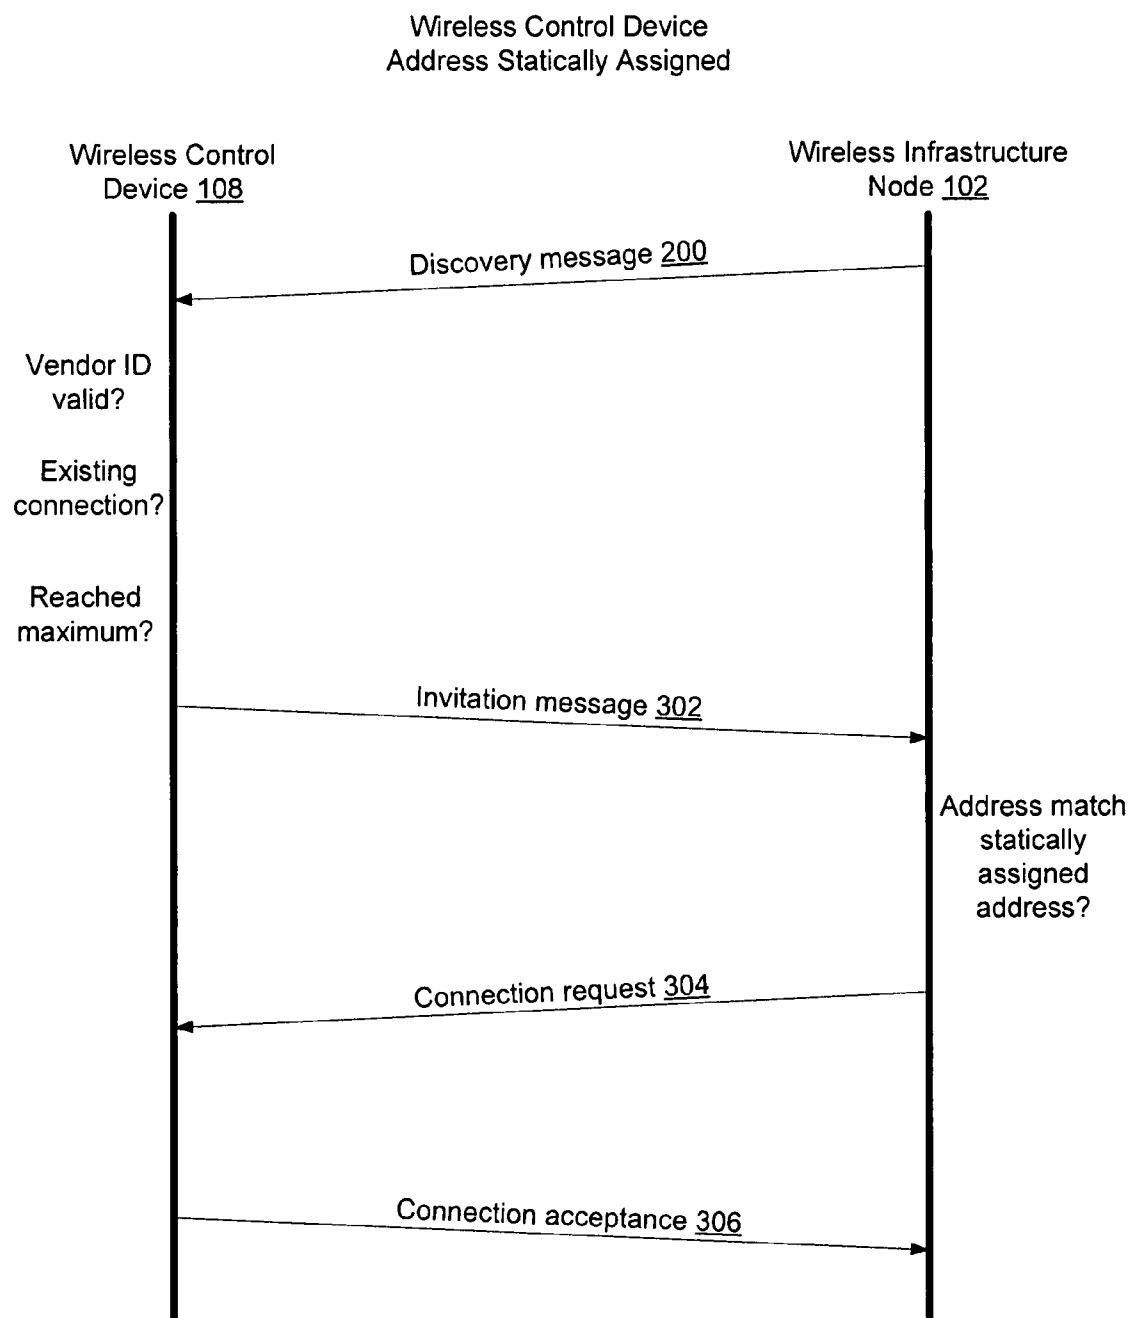 Wireless Control Device
Address Statically Assigned
Wireless Control
Device 108
Wireless Infrastructure
Node 102
Discovery message 200
Vendor ID
valid?
Existing
connection?
Reached
maximum?
Invitation message 302
Address match
statically
assigned
address?
Connection request 304
Connection acceptance 306